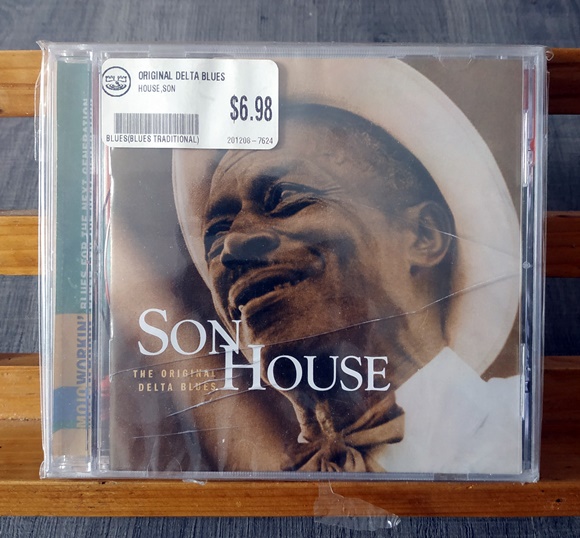 ORIGINAL DELTA BLUES
HOUSE,SON
$6.98
BLUES(BLUES TRADITIONAL)
201206-7624
MOJO WORKIN' BLUES FOR THE NEXT GENERATION
SON
HOUSE
THE ORIGINAL
DELTA BLUES